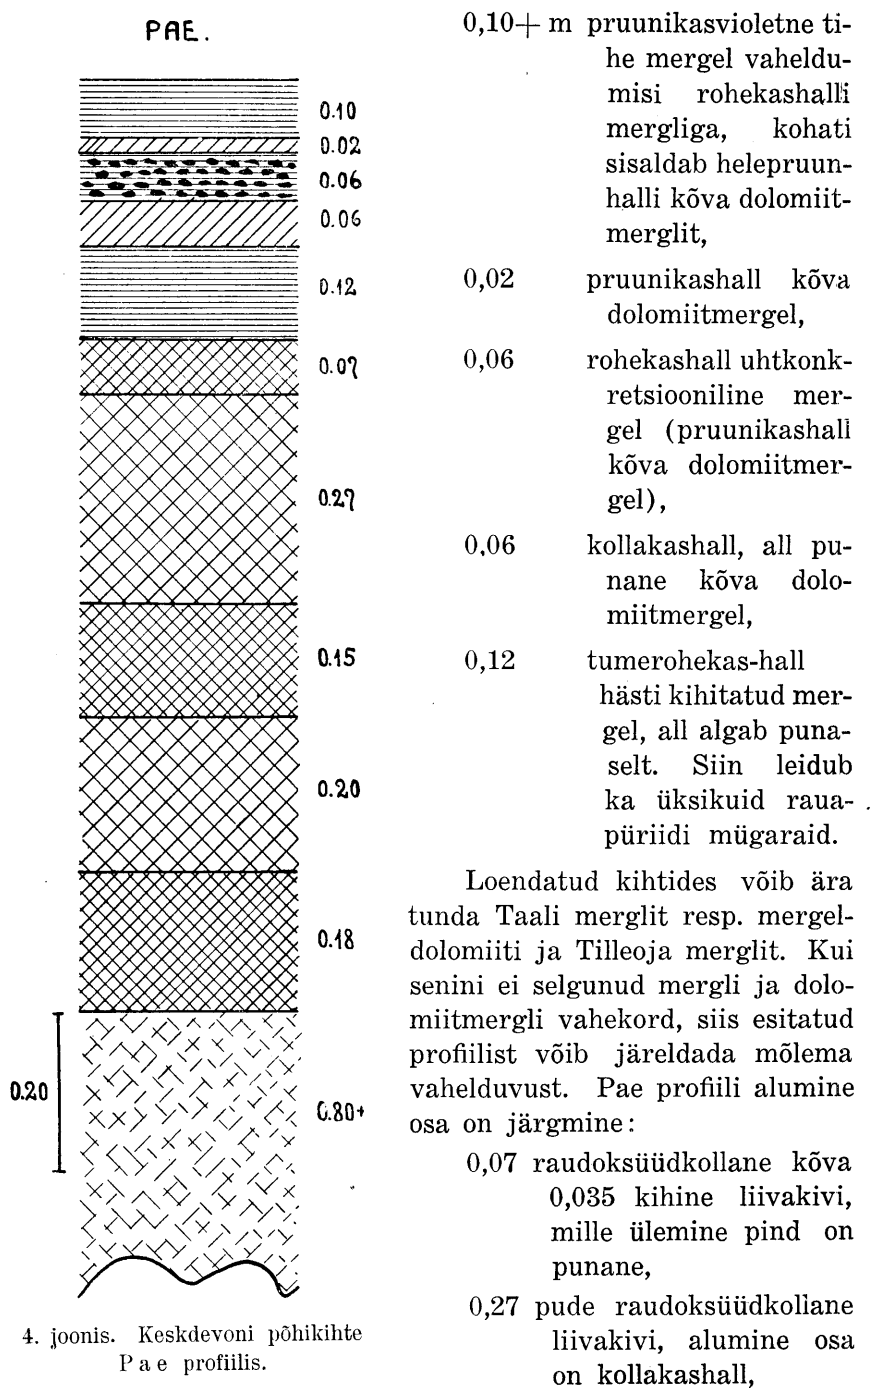 PAE.
0.10
0.02
0.06
0.06
0.12
0.07
0.27
0.15
0.20
0.18
0.20
0.80+
4. joonis. Keskdevoni põhikihte
Pae profiilis.
0,10+ m pruunikasvioletne ti-
he mergel vaheldu-
misi rohekashalli
mergliga, kohati
sisaldab helepruun-
halli kõva dolomiit-
merglit,
0,02 pruunikashall kõva
dolomiitmergel,
0,06 rohekashall uhtkonk-
retsiooniline mer-
gel (pruunikashall
kõva dolomiitmer-
gel),
0,06 kollakashall, all pu-
nane kõva dolo-
miitmergel,
0,12 tumerohekas-hall
hästi kihitatud mer-
gel, all algab puna-
selt. Siin leidub
ka üksikuid raua-
püriidi mügaraid.
Loendatud kihtides võib ära
tunda Taali merglit resp. mergel-
dolomiiti ja Tilleoja merglit. Kui
senini ei selgunud mergli ja dolo-
miitmergli vahekord, siis esitatud
profiilist võib järeldada mõlema
vahelduvust. Pae profiili alumine
osa on järgmine:
0,07 raudoksüüdkollane kõva
0,035 kihine liivakivi,
mille ülemine pind on
punane,
0,27 pude raudoksüüdkollane
liivakivi, alumine osa
on kollakashall,